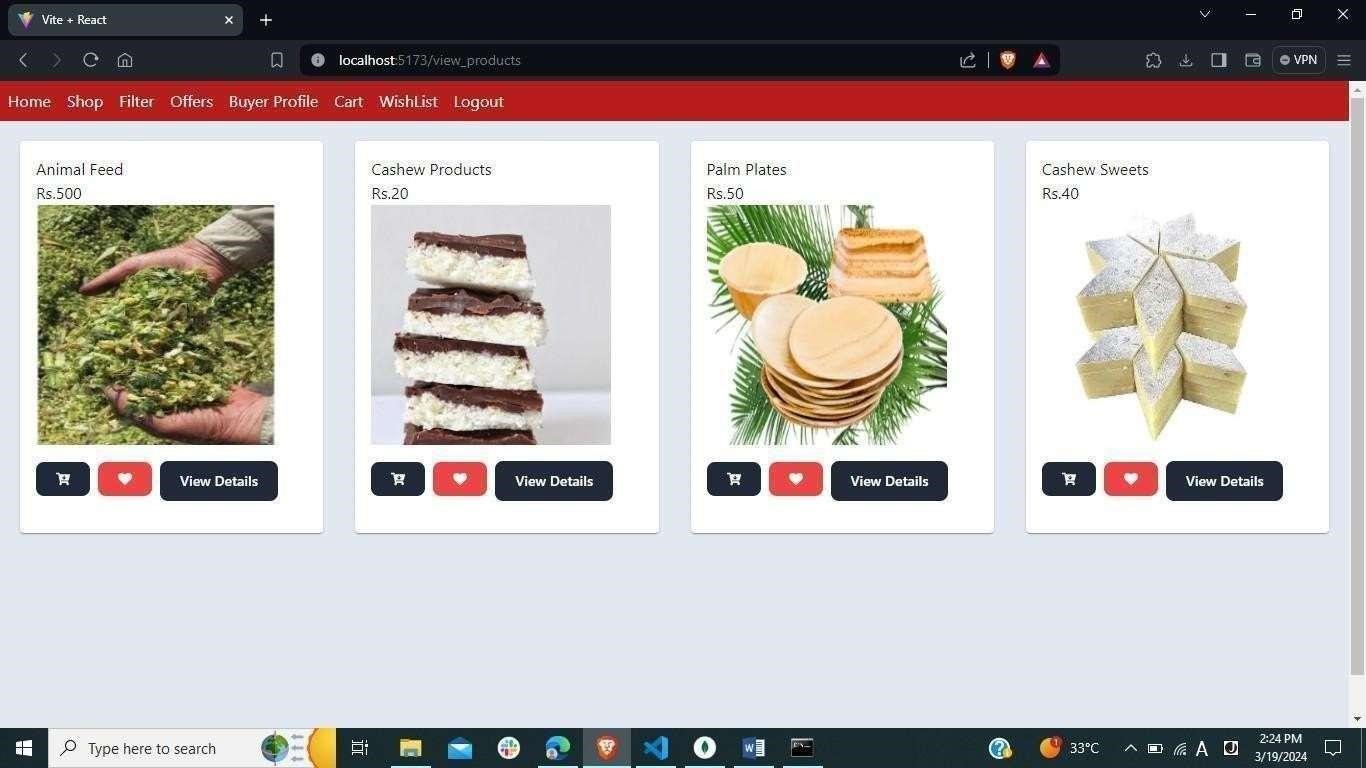 Vite + React
localhost:5173/view_products
VPN
Home Shop Filter Offers Buyer Profile Cart WishList Logout
Animal Feed
Rs.500
View Details
Cashew Products
Rs.20
View Details
Palm Plates
Rs.50
View Details
Cashew Sweets
Rs.40
View Details
Type here to search
1
33°C
A
2:24 PM
3/19/2024